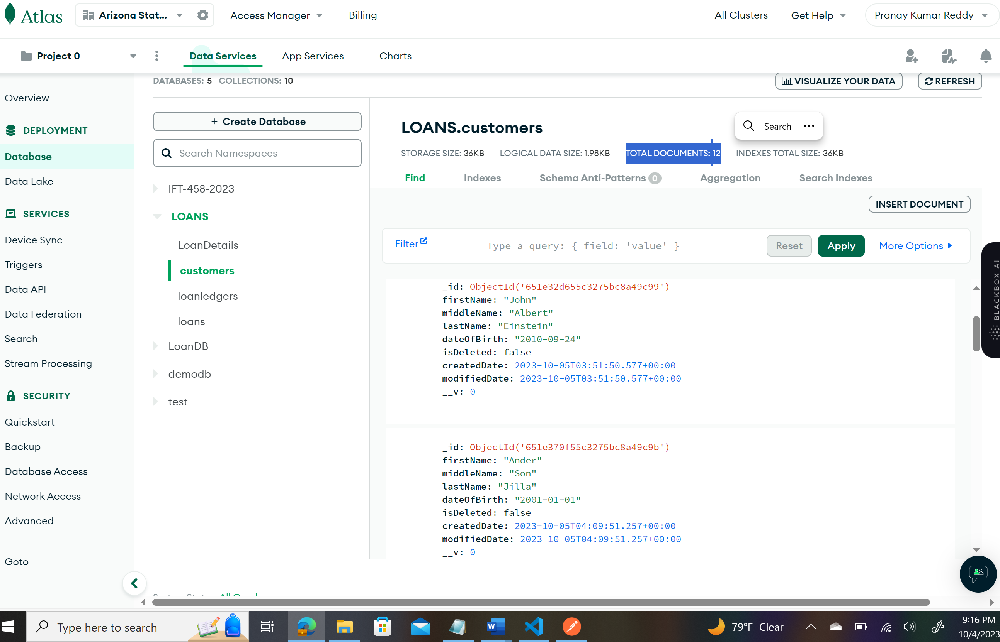 Atlas
Arizona Stat...
Access Manager
Billing
All Clusters
Get Help
Pranay Kumar Reddy
Project 0
Data Services
App Services
Charts
DATABASES: 5 COLLECTIONS: 10
VISUALIZE YOUR DATA
REFRESH
Overview
DEPLOYMENT
Database
Data Lake
SERVICES
Device Sync
Triggers
Data API
Data Federation
Search
Stream Processing
SECURITY
Quickstart
Backup
Database Access
Network Access
Advanced
Goto
+ Create Database
Search Namespaces
IFT-458-2023
LOANS
LoanDetails
customers
loanledgers
loans
LoanDB
demodb
test
LOANS.customers
Search ...
STORAGE SIZE: 36KB LOGICAL DATA SIZE: 1.98KB TOTAL DOCUMENTS: 12 INDEXES TOTAL SIZE: 36KB
Find
Indexes
Schema Anti-Patterns 0
Aggregation
Search Indexes
INSERT DOCUMENT
Filter
Type a query: { field: 'value' }
Reset
Apply
More Options
_id: ObjectId('651e32d655c3275bc8a49c99')
firstName: "John"
middleName: "Albert"
lastName: "Einstein"
dateOfBirth: "2010-09-24"
isDeleted: false
createdDate: 2023-10-05T03:51:50.577+00:00
modifiedDate: 2023-10-05T03:51:50.577+00:00
__v: 0
_id: ObjectId('651e370f55c3275bc8a49c9b')
firstName: "Ander"
middleName: "Son"
lastName: "Jilla"
dateOfBirth: "2001-01-01"
isDeleted: false
createdDate: 2023-10-05T04:09:51.257+00:00
modifiedDate: 2023-10-05T04:09:51.257+00:00
__v: 0
BLACKBOX AI
System Status: All Good
Type here to search
W
79°F Clear
9:16 PM
10/4/2023